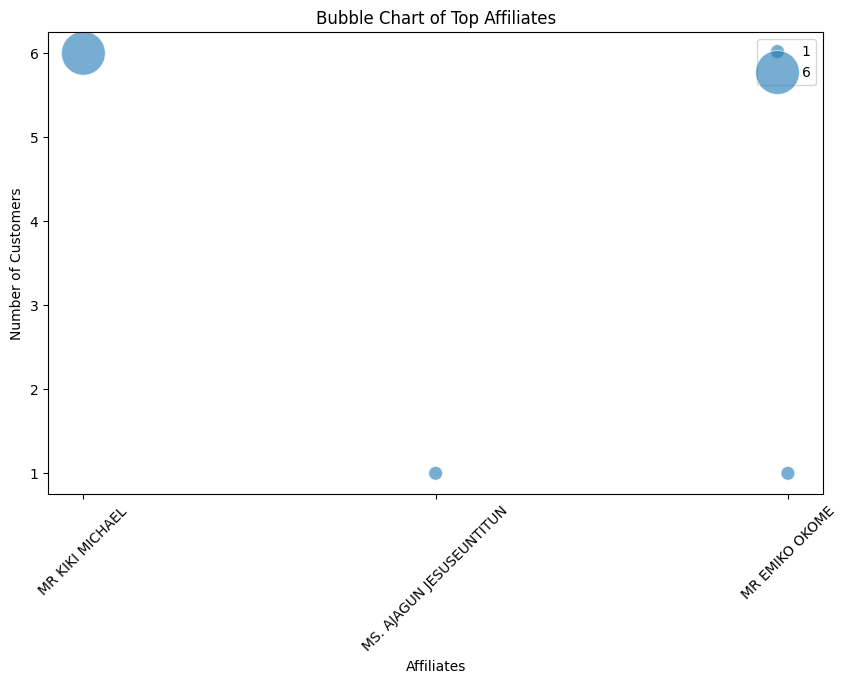 Bubble Chart of Top Affiliates
1
6
6
5
4
3
2
1
Number of Customers
MR KIKI MICHAEL
MS. AJAGUN JESUSEUNTITUN
MR EMIKO OKOME
Affiliates